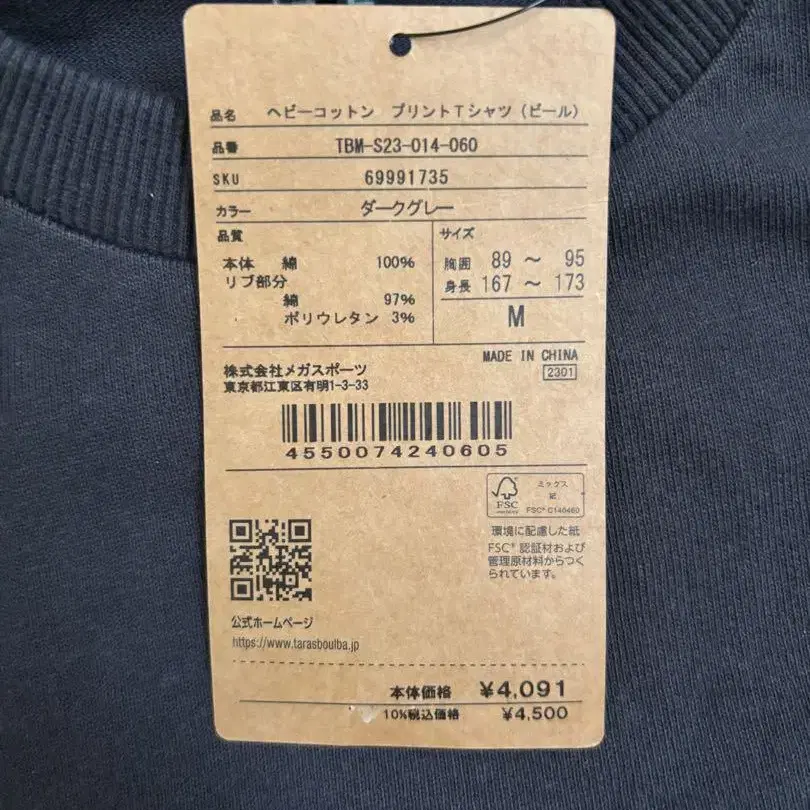 品名 ヘビーコットン プリントTシャツ(ビール)
品番 TBM-S23-014-060
SKU 69991735
カラー ダークグレー
品質
本体 綿 100%
リブ部分
綿 97%
ポリウレタン 3%
サイズ
胸囲 89 ～ 95
身長 167 ～ 173
M
MADE IN CHINA
2301
株式会社メガスポーツ
東京都江東区有明1-3-33
4550074240605
FSC
ミックス
紙
FSC® C140460
環境に配慮した紙
FSC® 認証材および
管理原材料からつく
られています。
公式ホームページ
https://www.tarasboulba.jp
本体価格 ¥4,091
10%税込価格 ¥4,500